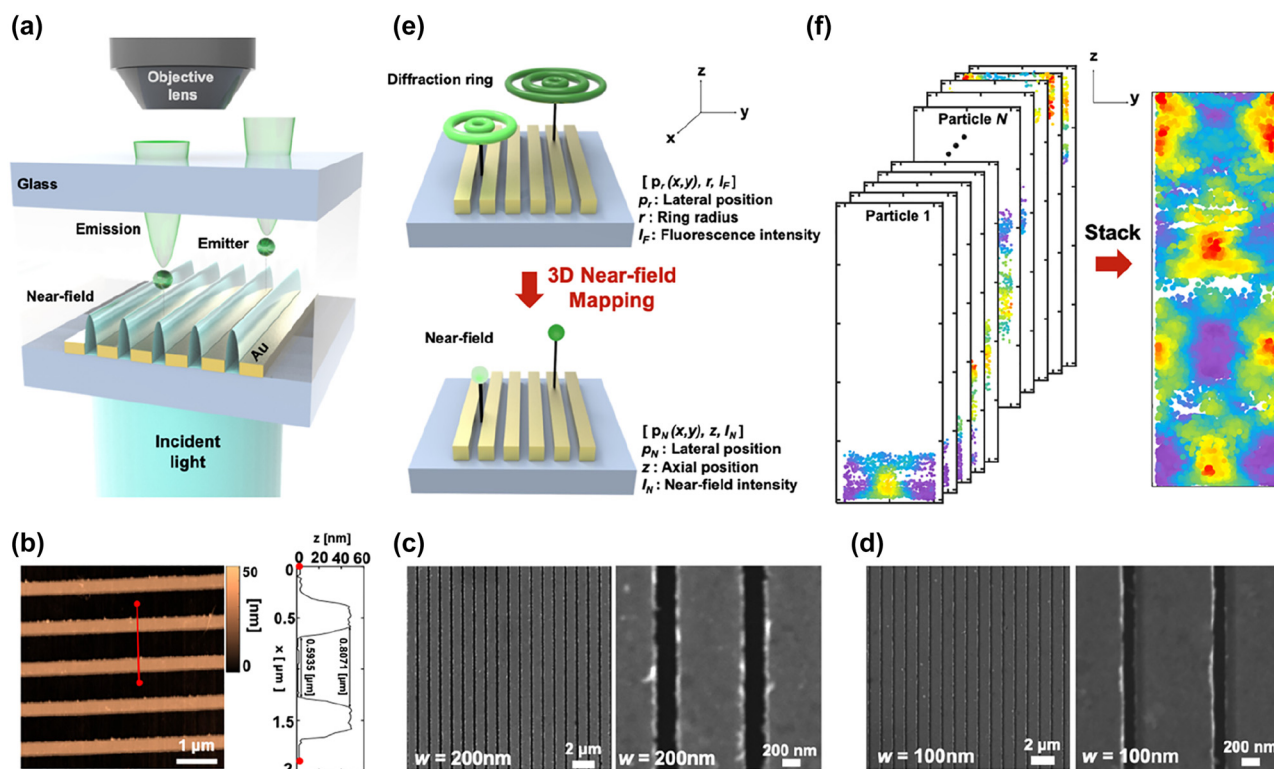 (a)
Objective
lens
Glass
Emission
Emitter
Near-field
Au
Incident
light
(e)
Diffraction ring
z
y
x
[ pr(x,y), r, IF]
pr : Lateral position
r : Ring radius
IF : Fluorescence intensity
3D Near-field
Mapping
Near-field
[ pN(x,y), z, IN]
pN : Lateral position
z : Axial position
IN : Near-field intensity
(f)
z
y
Particle N
Particle 1
Stack
(b)
50
[nm]
0
1 μm
z [nm]
0 20 40 60
0
0.5
x [μm]
1.5
2
0.5935 [μm]
0.8071 [μm]
(c)
w = 200nm
2 μm
w = 200nm
200 nm
(d)
w = 100nm
2 μm
w = 100nm
200 nm